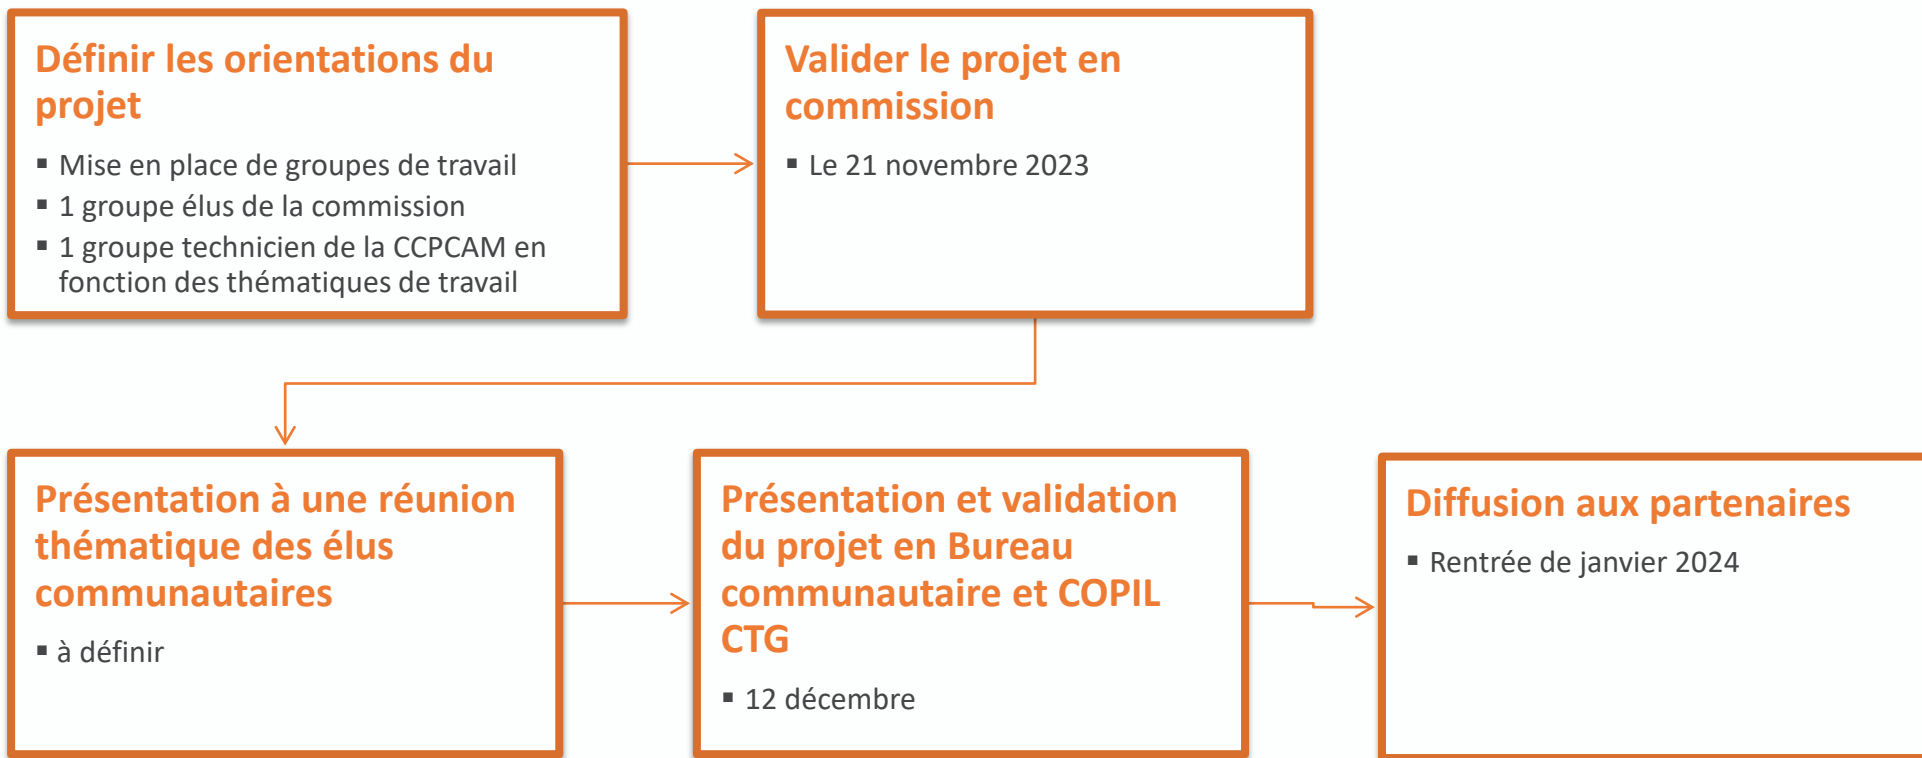 Définir les orientations du
projet
▪ Mise en place de groupes de travail
▪ 1 groupe élus de la commission
▪ 1 groupe technicien de la CCPCAM en
fonction des thématiques de travail
Valider le projet en
commission
▪ Le 21 novembre 2023
Présentation à une réunion
thématique des élus
communautaires
▪ à définir
Présentation et validation
du projet en Bureau
communautaire et COPIL
CTG
▪ 12 décembre
Diffusion aux partenaires
▪ Rentrée de janvier 2024